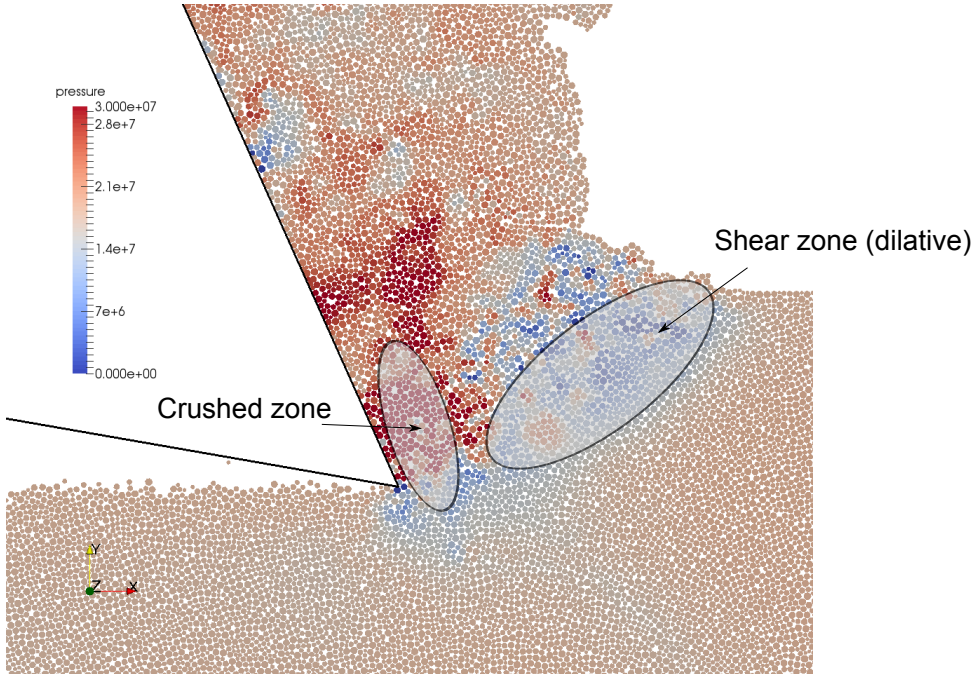 pressure
3.000e+07
2.8e+7
2.1e+7
1.4e+7
7e+6
0.000e+00
Shear zone (dilative)
Crushed zone
Y
Z
X